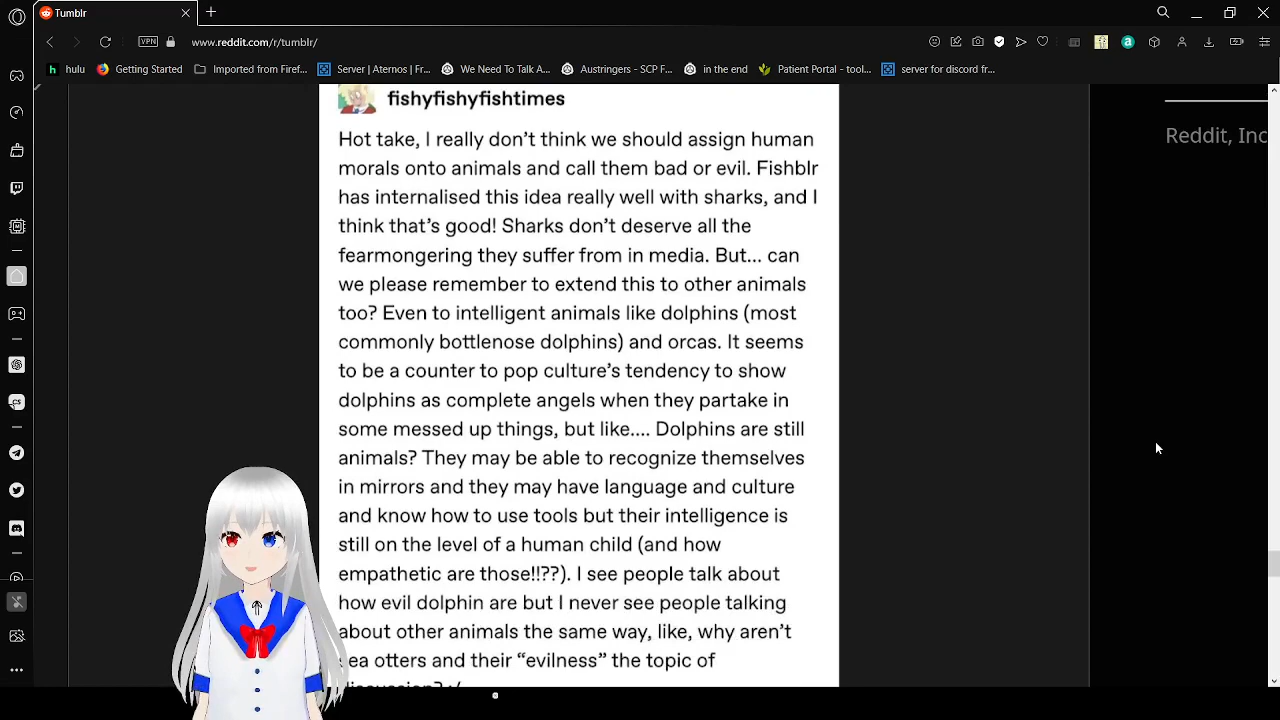 Tumblr
VPN
www.reddit.com/r/tumblr/
hulu
Getting Started
Imported from Firef...
Server | Aternos | Fr...
We Need To Talk A...
Austringers - SCP F...
in the end
Patient Portal - tool...
server for discord fr...
fishyfishyfishtimes
Hot take, I really don't think we should assign human
morals onto animals and call them bad or evil. Fishblr
has internalised this idea really well with sharks, and I
think that's good! Sharks don't deserve all the
fearmongering they suffer from in media. But... can
we please remember to extend this to other animals
too? Even to intelligent animals like dolphins (most
commonly bottlenose dolphins) and orcas. It seems
to be a counter to pop culture's tendency to show
dolphins as complete angels when they partake in
some messed up things, but like.... Dolphins are still
animals? They may be able to recognize themselves
in mirrors and they may have language and culture
and know how to use tools but their intelligence is
still on the level of a human child (and how
empathetic are those!!??). I see people talk about
how evil dolphin are but I never see people talking
about other animals the same way, like, why aren't
sea otters and their “evilness” the topic of
Reddit, Inc